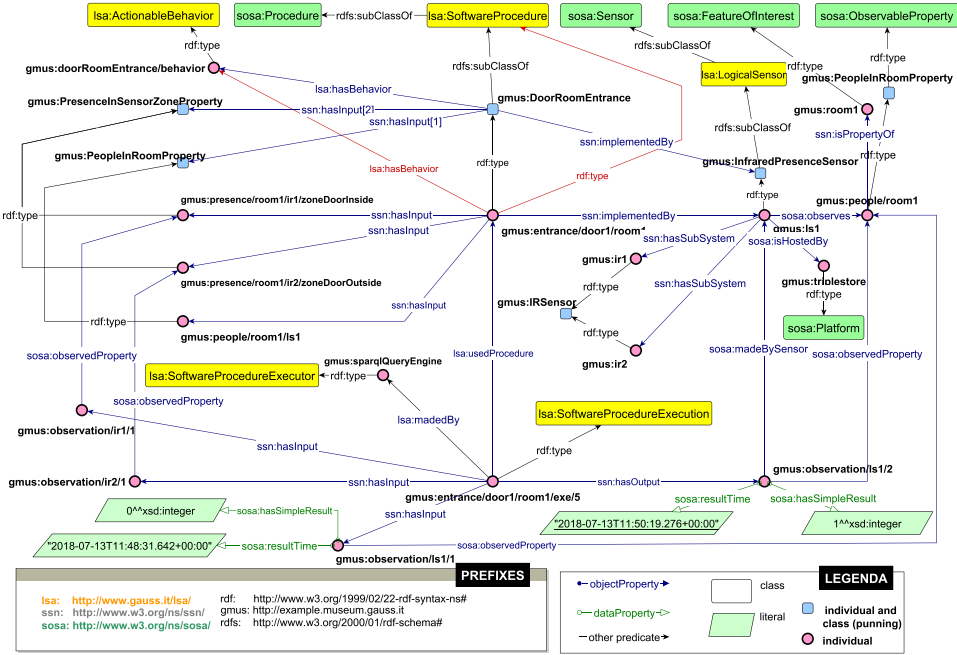 lsa:ActionableBehavior
sosa:Procedure
rdfs:subClassOf
lsa:SoftwareProcedure
sosa:Sensor
sosa:FeatureOfInterest
sosa:ObservableProperty
rdf:type
rdfs:subClassOf
rdfs:subClassOf
rdf:type
rdf:type
gmus:doorRoomEntrance/behavior
lsa:LogicalSensor
gmus:PeopleInRoomProperty
lsa:hasBehavior
gmus:DoorRoomEntrance
gmus:PresenceInSensorZoneProperty
ssn:hasInput[2]
ssn:hasInput[1]
gmus:room1
rdfs:subClassOf
ssn:isPropertyOf
ssn:implementedBy
gmus:PeopleInRoomProperty
rdf:type
gmus:InfraredPresenceSensor
rdf:type
lsa:hasBehavior
rdf:type
rdf:type
gmus:presence/room1/ir1/zoneDoorInside
gmus:people/room1
rdf:type
ssn:hasInput
ssn:implementedBy
sosa:observes
ssn:hasInput
gmus:entrance/door1/room1
gmus:ls1
ssn:hasSubSystem
sosa:isHostedBy
gmus:ir1
gmus:presence/room1/ir2/zoneDoorOutside
ssn:hasSubSystem
gmus:triplestore
rdf:type
rdf:type
gmus:IRSensor
ssn:hasInput
rdf:type
rdf:type
sosa:Platform
gmus:people/room1/ls1
sosa:observedProperty
lsa:usedProcedure
sosa:madeBySensor
sosa:observedProperty
gmus:sparqlQueryEngine
gmus:ir2
lsa:SoftwareProcedureExecutor
rdf:type
sosa:observedProperty
lsa:madedBy
lsa:SoftwareProcedureExecution
gmus:observation/ir1/1
ssn:hasInput
rdf:type
gmus:observation/ls1/2
gmus:observation/ir2/1
ssn:hasInput
ssn:hasOutput
gmus:entrance/door1/room1/exe/5
sosa:resultTime
sosa:hasSimpleResult
0^^xsd:integer
sosa:hasSimpleResult
ssn:hasInput
"2018-07-13T11:50:19.276+00:00"
1^^xsd:integer
"2018-07-13T11:48:31.642+00:00"
sosa:resultTime
sosa:observedProperty
gmus:observation/ls1/1
PREFIXES
lsa: http://www.gauss.it/lsa/
ssn: http://www.w3.org/ns/ssn/
sosa: http://www.w3.org/ns/sosa/
rdf: http://www.w3.org/1999/02/22-rdf-syntax-ns#
gmus: http://example.museum.gauss.it
rdfs: http://www.w3.org/2000/01/rdf-schema#
LEGENDA
objectProperty
dataProperty
other predicate
class
literal
individual and
class (punning)
individual